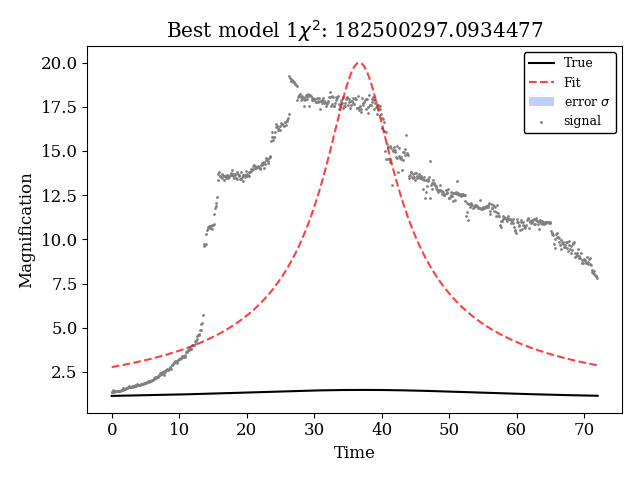 Best model 1χ²: 182500297.0934477
Magnification
20.0
17.5
15.0
12.5
10.0
7.5
5.0
2.5
True
Fit
error σ
signal
0 10 20 30 40 50 60 70
Time